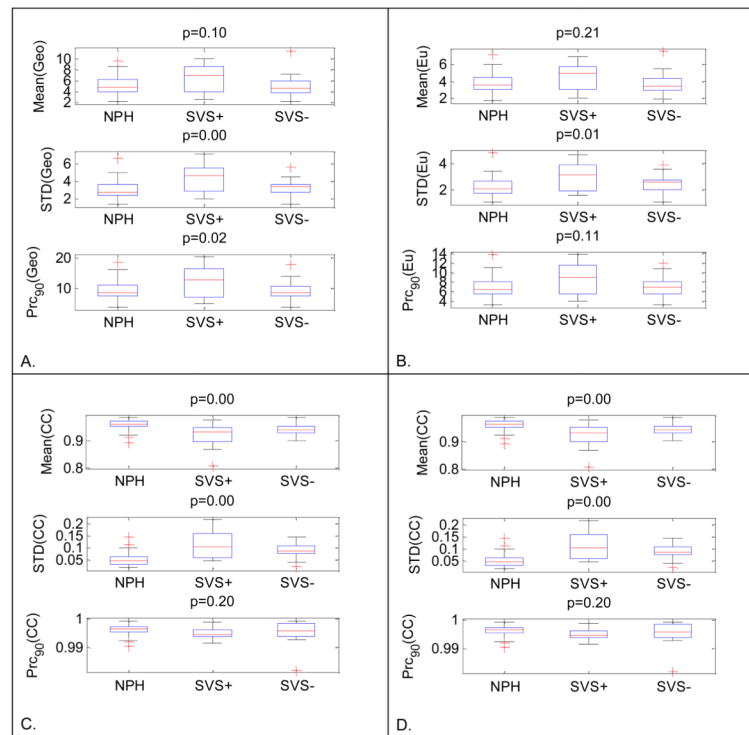 p=0.10
Mean(Geo)
10
8
6
4
2
NPH SVS+ SVS-
p=0.00
STD(Geo)
6
4
2
NPH SVS+ SVS-
p=0.02
Prc90(Geo)
20
10
NPH SVS+ SVS-
A.
p=0.21
Mean(Eu)
6
4
2
NPH SVS+ SVS-
p=0.01
STD(Eu)
4
2
NPH SVS+ SVS-
p=0.11
Prc90(Eu)
14
12
10
8
6
4
NPH SVS+ SVS-
B.
p=0.00
Mean(CC)
0.9
0.8
NPH SVS+ SVS-
p=0.00
STD(CC)
0.2
0.15
0.1
0.05
NPH SVS+ SVS-
p=0.20
Prc90(CC)
1
0.99
NPH SVS+ SVS-
C.
p=0.00
Mean(CC)
0.9
0.8
NPH SVS+ SVS-
p=0.00
STD(CC)
0.2
0.15
0.1
0.05
NPH SVS+ SVS-
p=0.20
Prc90(CC)
1
0.99
NPH SVS+ SVS-
D.